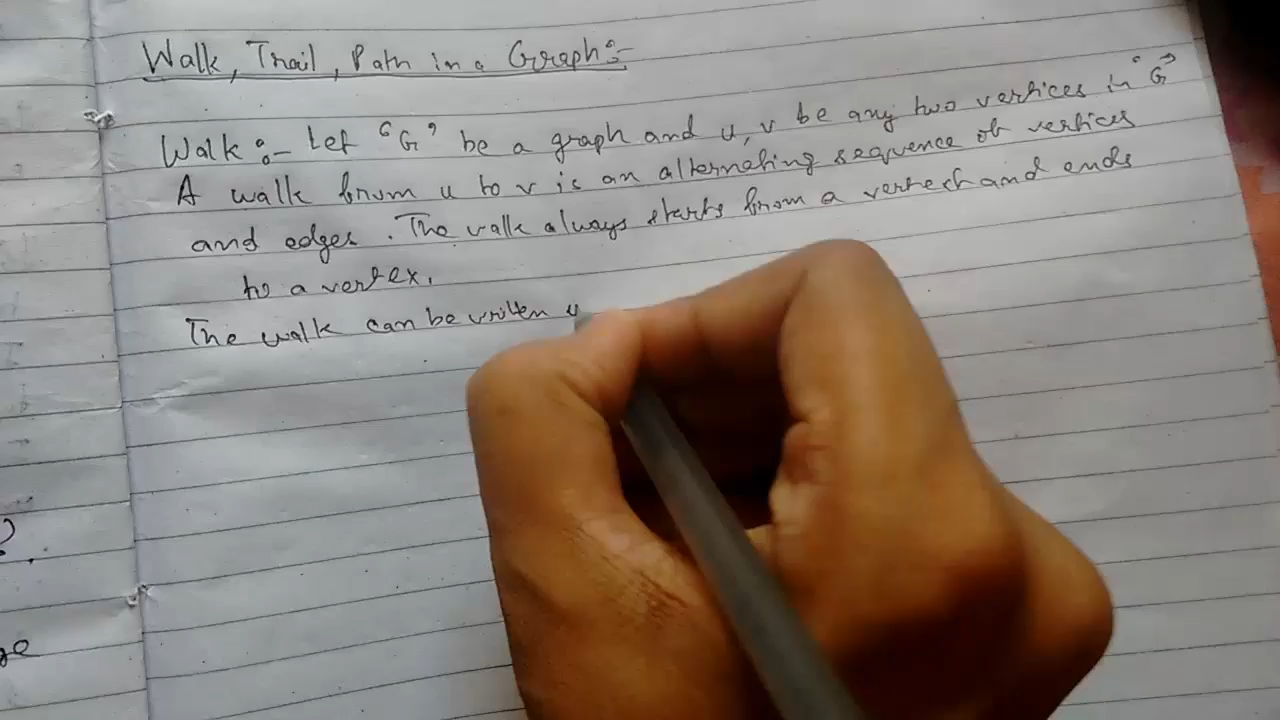 Walk, Trail, Path in a Graph:-
Walk :- Let "G" be a graph and u, v be any two vertices in "G"
A walk from u to v is an alternating sequence of vertices
and edges. The walk always starts from a vertech and ends
to a vertex.
The walk can be written
?